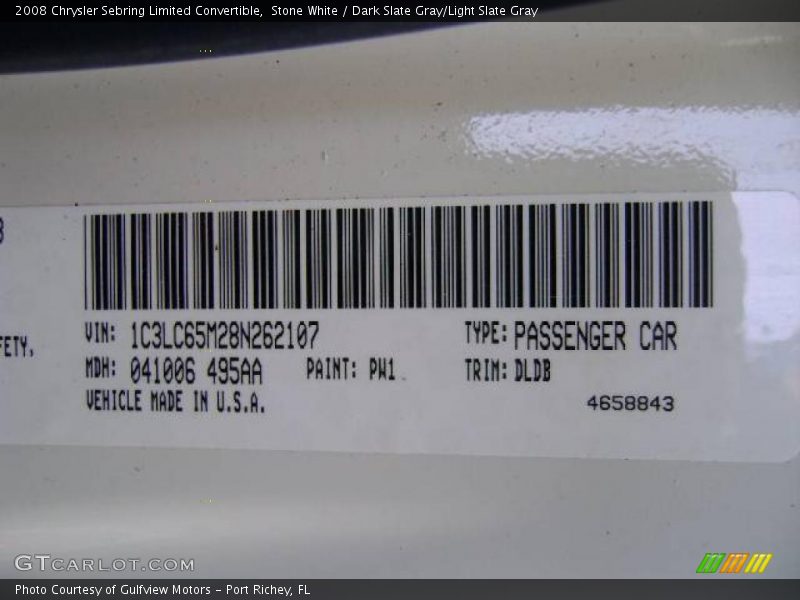 2008 Chrysler Sebring Limited Convertible, Stone White / Dark Slate Gray/Light Slate Gray
FETY,
VIN: 1C3LC65M28N262107 TYPE: PASSENGER CAR
MDH: 041006 495AA PAINT: PW1 TRIM: DLDB
VEHICLE MADE IN U.S.A.
4658843
GTCARLOT.COM
Photo Courtesy of Gulfview Motors - Port Richey, FL